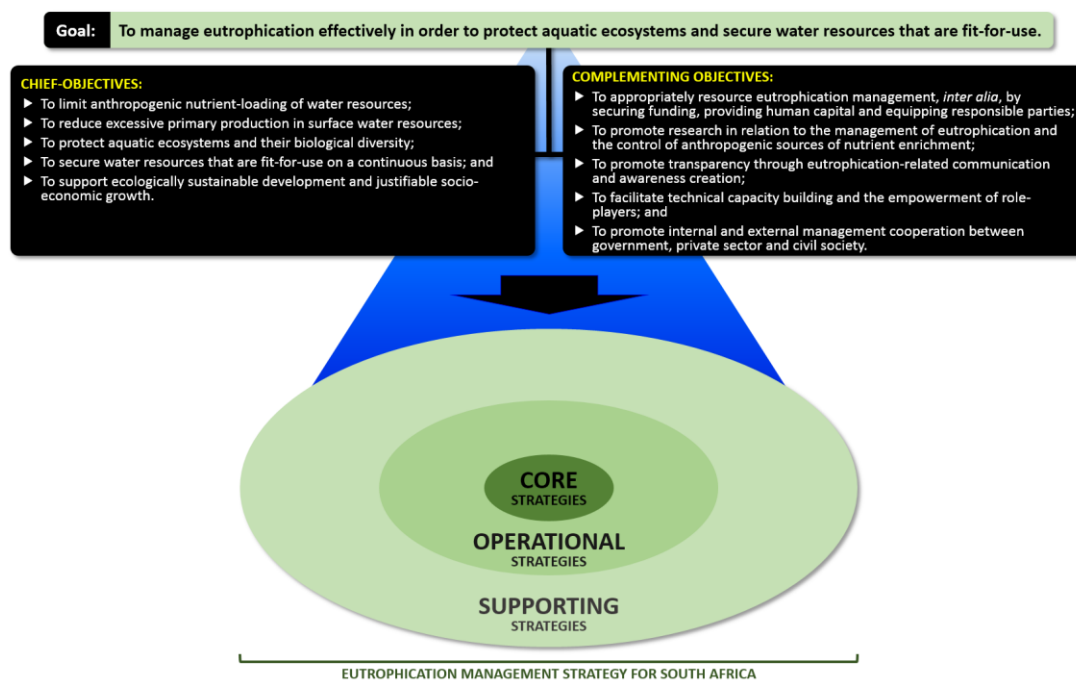 Goal: To manage eutrophication effectively in order to protect aquatic ecosystems and secure water resources that are fit-for-use.
CHIEF-OBJECTIVES:
► To limit anthropogenic nutrient-loading of water resources;
► To reduce excessive primary production in surface water resources;
► To protect aquatic ecosystems and their biological diversity;
► To secure water resources that are fit-for-use on a continuous basis; and
► To support ecologically sustainable development and justifiable socio-
economic growth.
COMPLEMENTING OBJECTIVES:
► To appropriately resource eutrophication management, inter alia, by
securing funding, providing human capital and equipping responsible parties;
► To promote research in relation to the management of eutrophication and
the control of anthropogenic sources of nutrient enrichment;
► To promote transparency through eutrophication-related communication
and awareness creation;
► To facilitate technical capacity building and the empowerment of role-
players; and
► To promote internal and external management cooperation between
government, private sector and civil society.
CORE
STRATEGIES
OPERATIONAL
STRATEGIES
SUPPORTING
STRATEGIES
EUTROPHICATION MANAGEMENT STRATEGY FOR SOUTH AFRICA